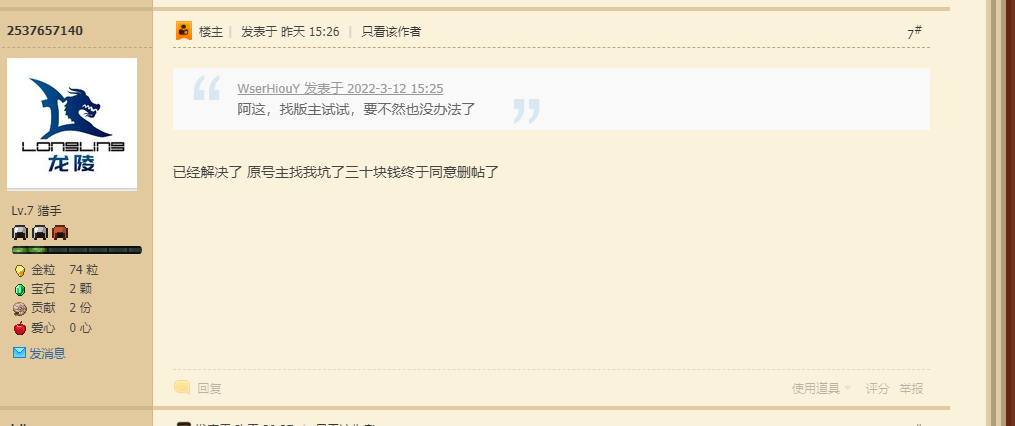 2537657140
楼主 | 发表于 昨天 15:26 | 只看该作者
7#
WserHiouY 发表于 2022-3-12 15:25
阿这，找版主试试，要不然也没办法了
LONGLING
龙陵
已经解决了 原号主找我坑了三十块钱终于同意删帖了
Lv.7 猎手
金粒 74 粒
宝石 2 颗
贡献 2 份
爱心 0 心
发消息
回复
使用道具 评分 举报